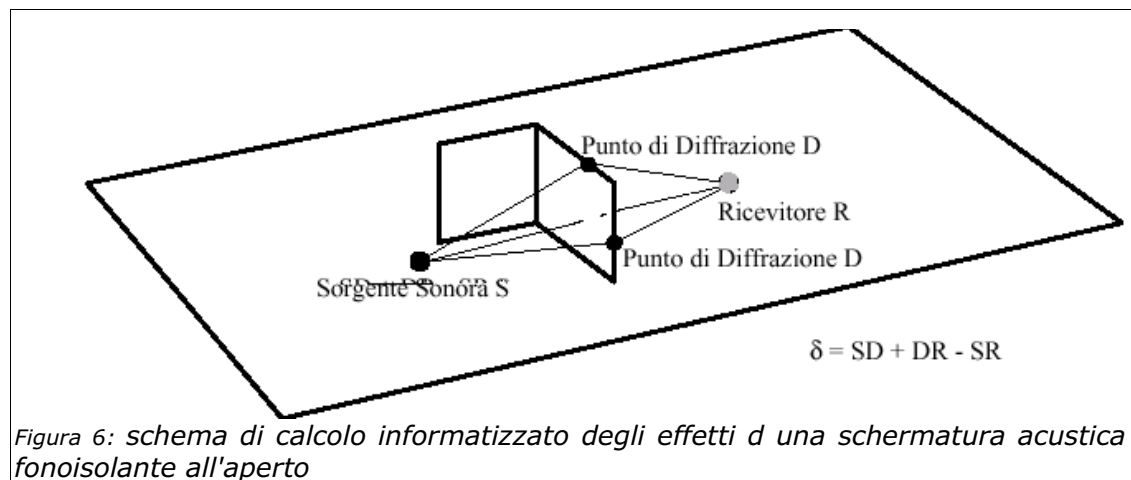 Punto di Diffrazione D
Ricevitore R
Punto di Diffrazione D
Sorgente Sonora S
δ = SD + DR - SR
Figura 6: schema di calcolo informatizzato degli effetti d una schermatura acustica
fonoisolante all'aperto